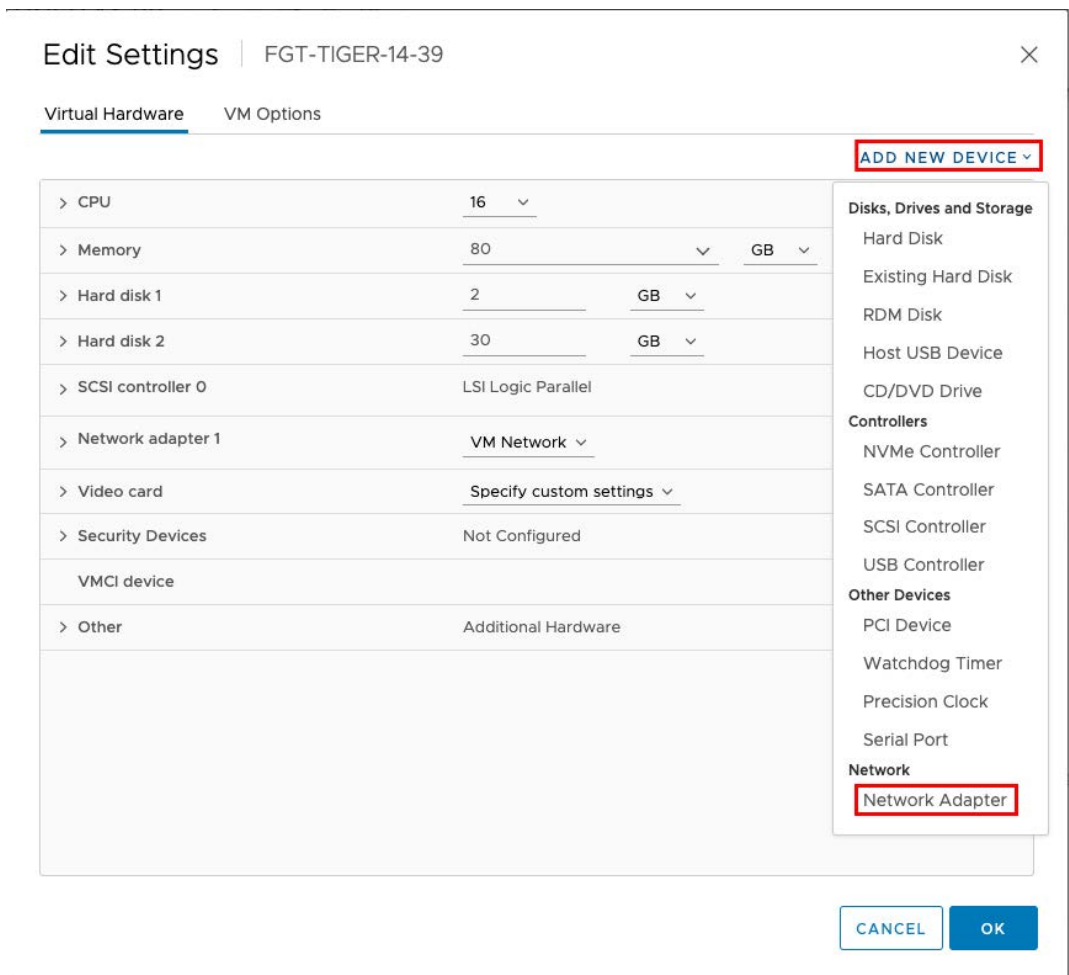 Edit Settings FGT-TIGER-14-39
Virtual Hardware VM Options
ADD NEW DEVICE
CPU 16
Memory 80 GB
Hard disk 1 2 GB
Hard disk 2 30 GB
SCSI controller 0 LSI Logic Parallel
Network adapter 1 VM Network
Video card Specify custom settings
Security Devices Not Configured
VMCI device
Other Additional Hardware
Disks, Drives and Storage
Hard Disk
Existing Hard Disk
RDM Disk
Host USB Device
CD/DVD Drive
Controllers
NVMe Controller
SATA Controller
SCSI Controller
USB Controller
Other Devices
PCI Device
Watchdog Timer
Precision Clock
Serial Port
Network
Network Adapter
CANCEL OK